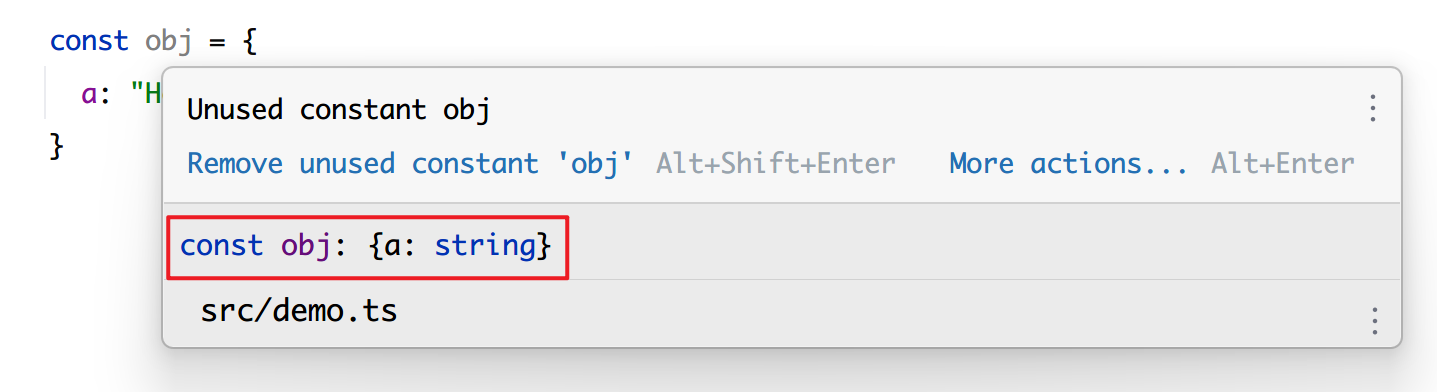 const obj = {
a: "H
}
Unused constant obj
Remove unused constant 'obj' Alt+Shift+Enter More actions... Alt+Enter
const obj: {a: string}
src/demo.ts